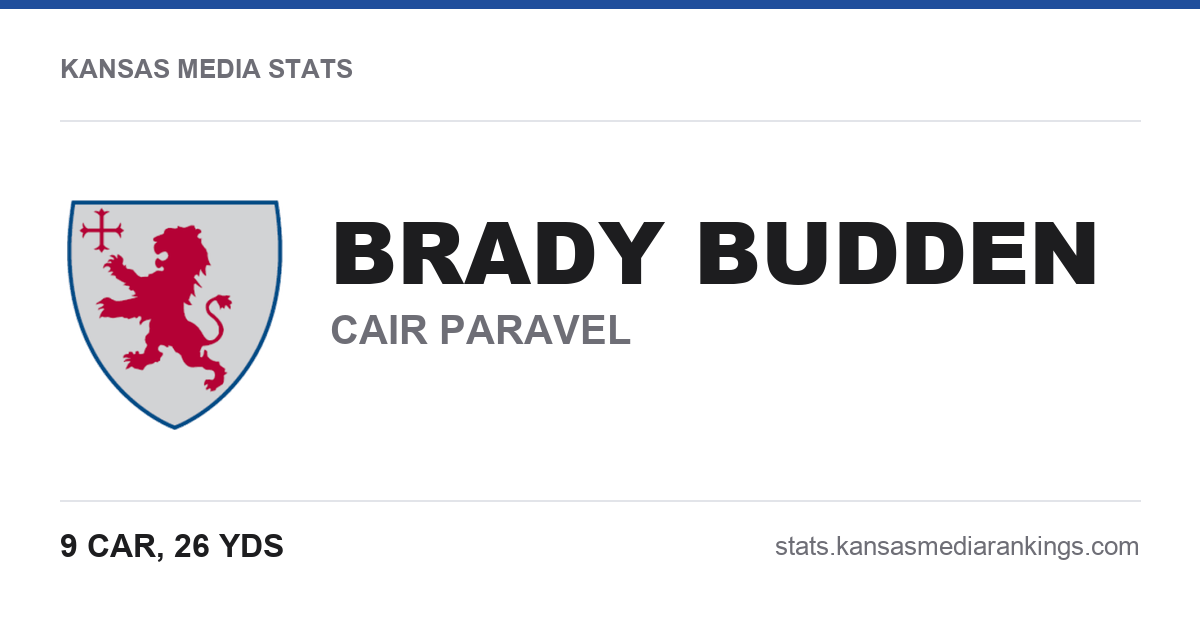 KANSAS MEDIA STATS
BRADY BUDDEN
CAIR PARAVEL
9 CAR, 26 YDS
stats.kansasmediarankings.com